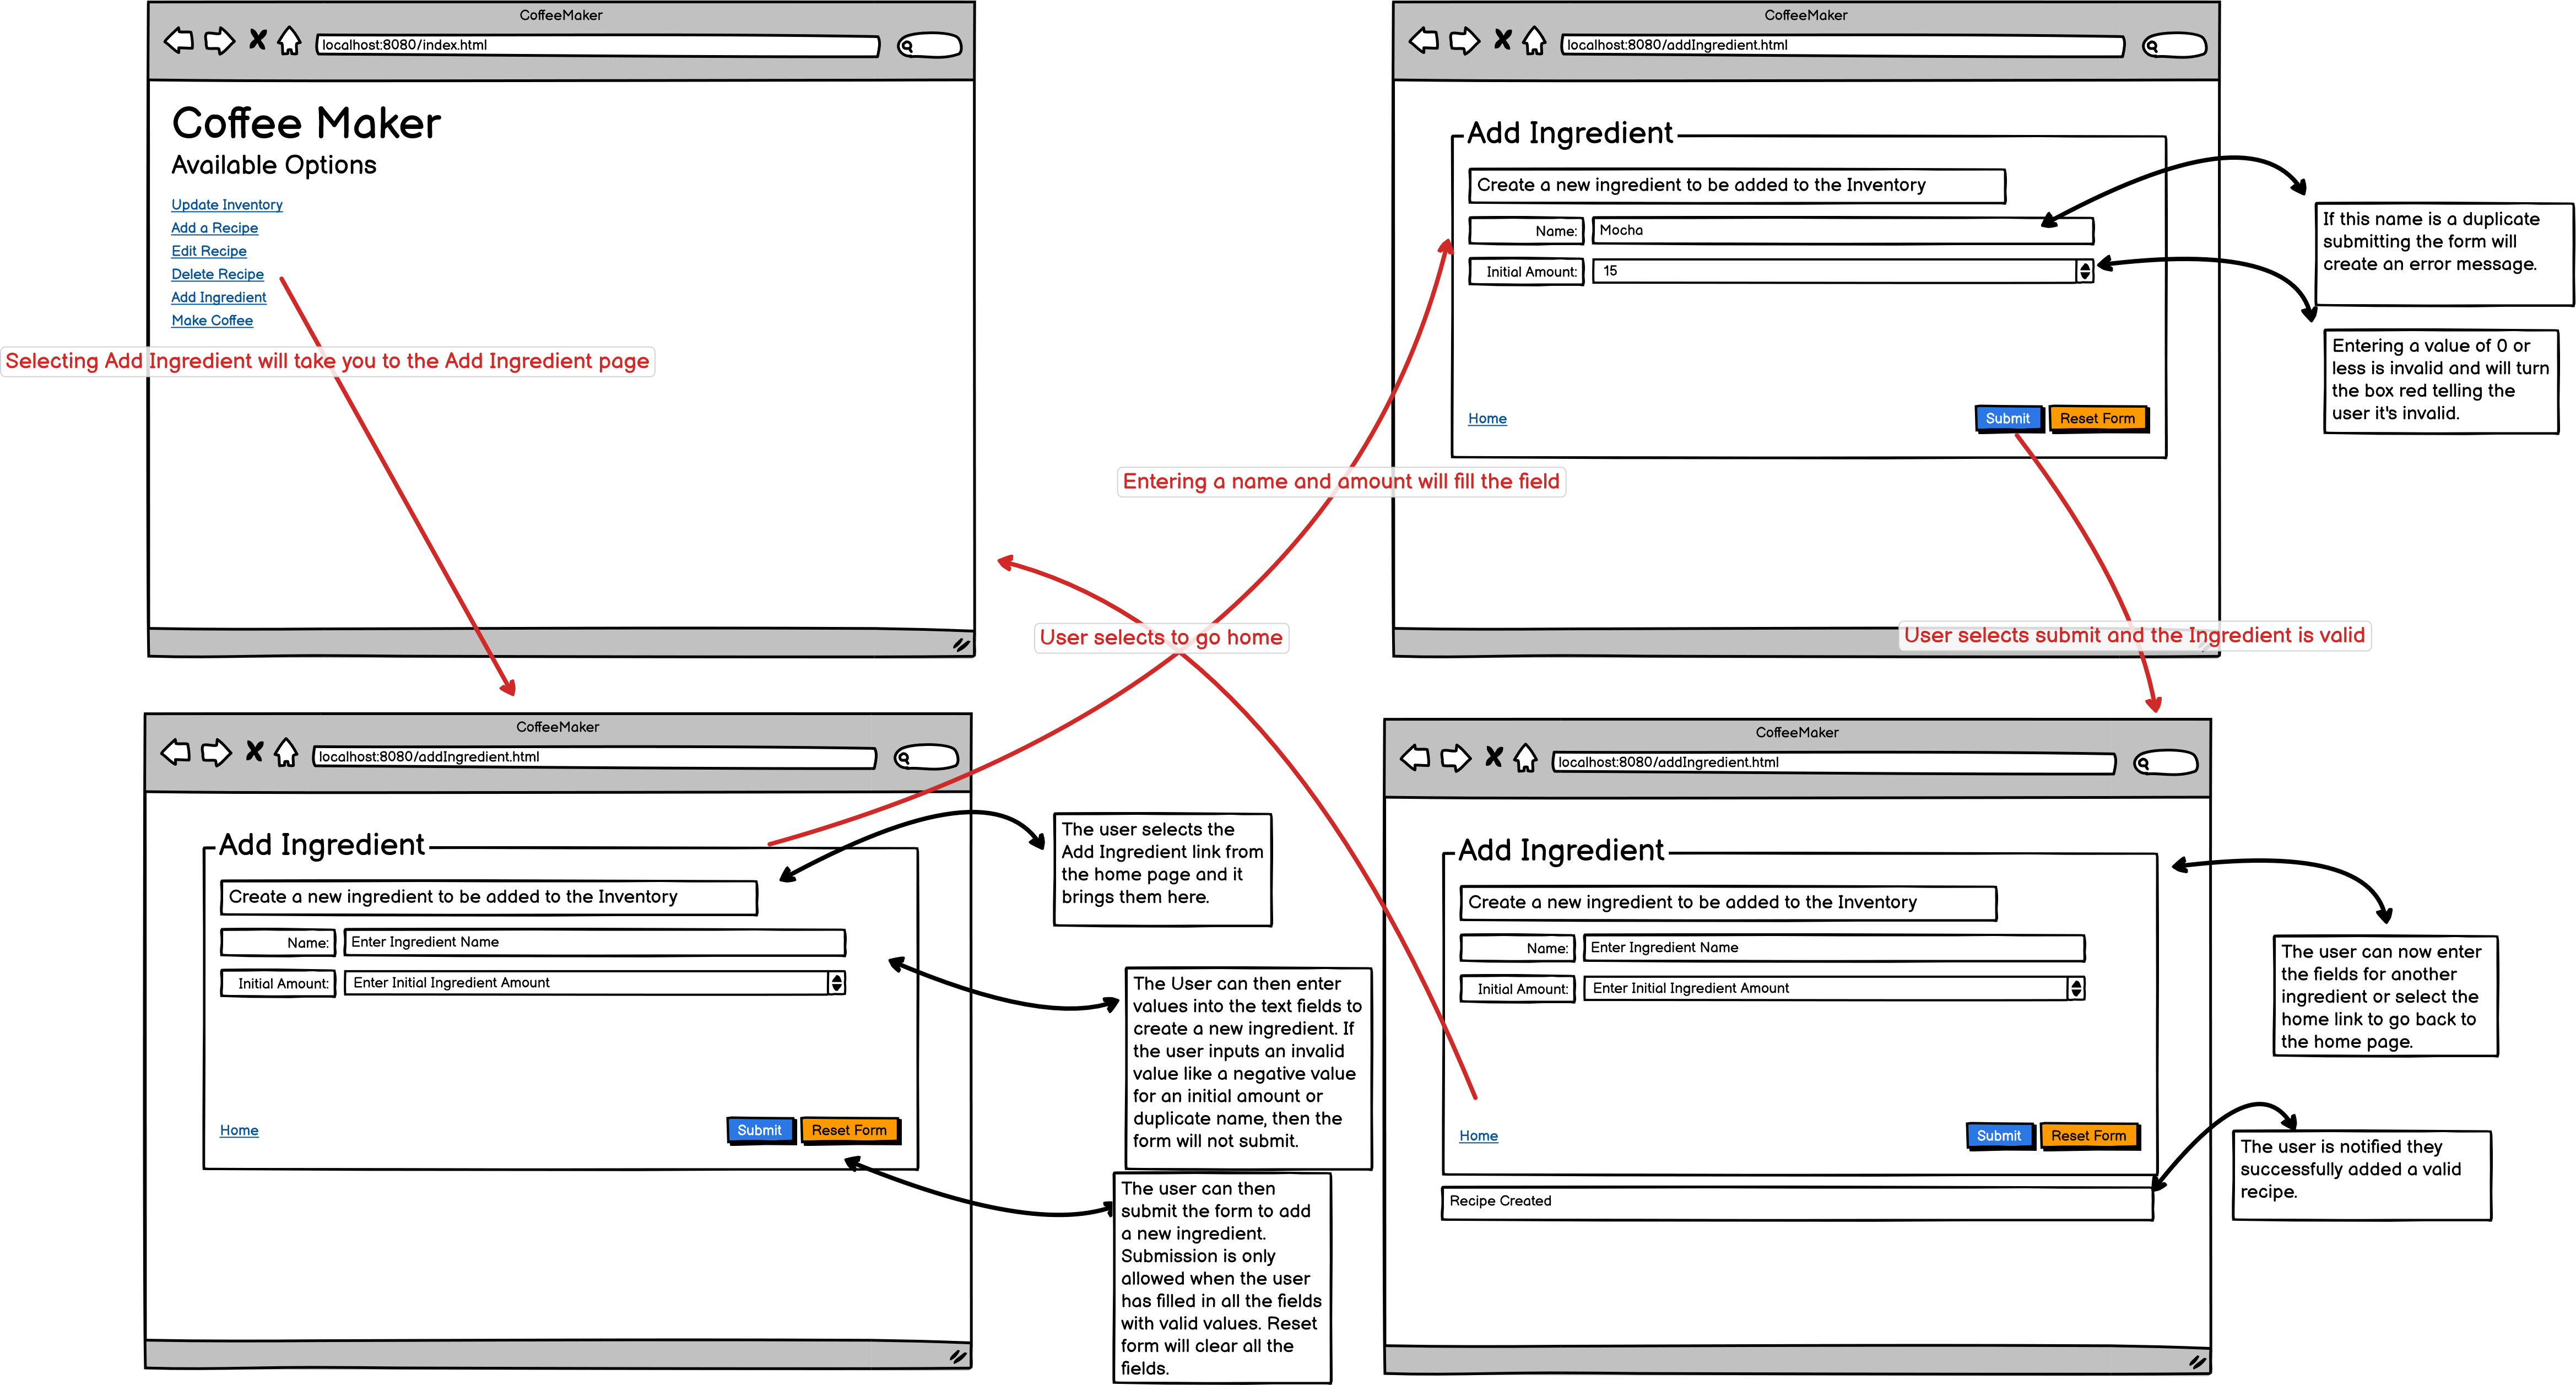 CoffeeMaker
localhost:8080/index.html
Coffee Maker
Available Options
Update Inventory
Add a Recipe
Edit Recipe
Delete Recipe
Add Ingredient
Make Coffee
Selecting Add Ingredient will take you to the Add Ingredient page
CoffeeMaker
localhost:8080/addIngredient.html
Add Ingredient
Create a new ingredient to be added to the Inventory
Name:
Mocha
Initial Amount:
15
Home
Submit
Reset Form
If this name is a duplicate
submitting the form will
create an error message.
Entering a value of 0 or
less is invalid and will turn
the box red telling the
user it's invalid.
Entering a name and amount will fill the field
User selects to go home
User selects submit and the Ingredient is valid
CoffeeMaker
localhost:8080/addIngredient.html
Add Ingredient
Create a new ingredient to be added to the Inventory
Name:
Enter Ingredient Name
Initial Amount:
Enter Initial Ingredient Amount
Home
Submit
Reset Form
The user selects the
Add Ingredient link from
the home page and it
brings them here.
The User can then enter
values into the text fields to
create a new ingredient. If
the user inputs an invalid
value like a negative value
for an initial amount or
duplicate name, then the
form will not submit.
The user can then
submit the form to add
a new ingredient.
Submission is only
allowed when the user
has filled in all the fields
with valid values. Reset
form will clear all the
fields.
CoffeeMaker
localhost:8080/addIngredient.html
Add Ingredient
Create a new ingredient to be added to the Inventory
Name:
Enter Ingredient Name
Initial Amount:
Enter Initial Ingredient Amount
Home
Submit
Reset Form
Recipe Created
The user can now enter
the fields for another
ingredient or select the
home link to go back to
the home page.
The user is notified they
successfully added a valid
recipe.